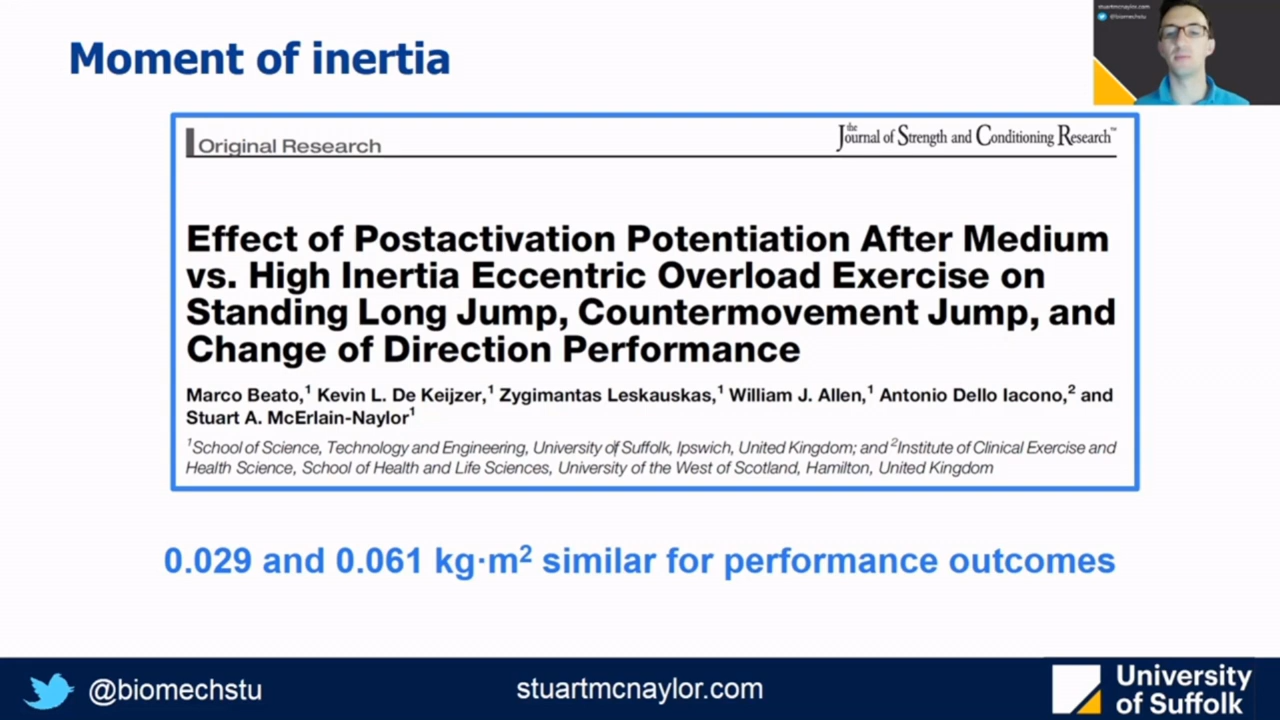 Moment of inertia
stuartmcnaylor.com
@biomechstu
Original Research
the Journal of Strength and Conditioning Research™
Effect of Postactivation Potentiation After Medium
vs. High Inertia Eccentric Overload Exercise on
Standing Long Jump, Countermovement Jump, and
Change of Direction Performance
Marco Beato,¹ Kevin L. De Keijzer,¹ Zygimantas Leskauskas,¹ William J. Allen,¹ Antonio Dello Iacono,² and
Stuart A. McErlain-Naylor¹
¹School of Science, Technology and Engineering, University of Suffolk, Ipswich, United Kingdom; and ²Institute of Clinical Exercise and
Health Science, School of Health and Life Sciences, University of the West of Scotland, Hamilton, United Kingdom
0.029 and 0.061 kg·m² similar for performance outcomes
@biomechstu
stuartmcnaylor.com
University
of Suffolk